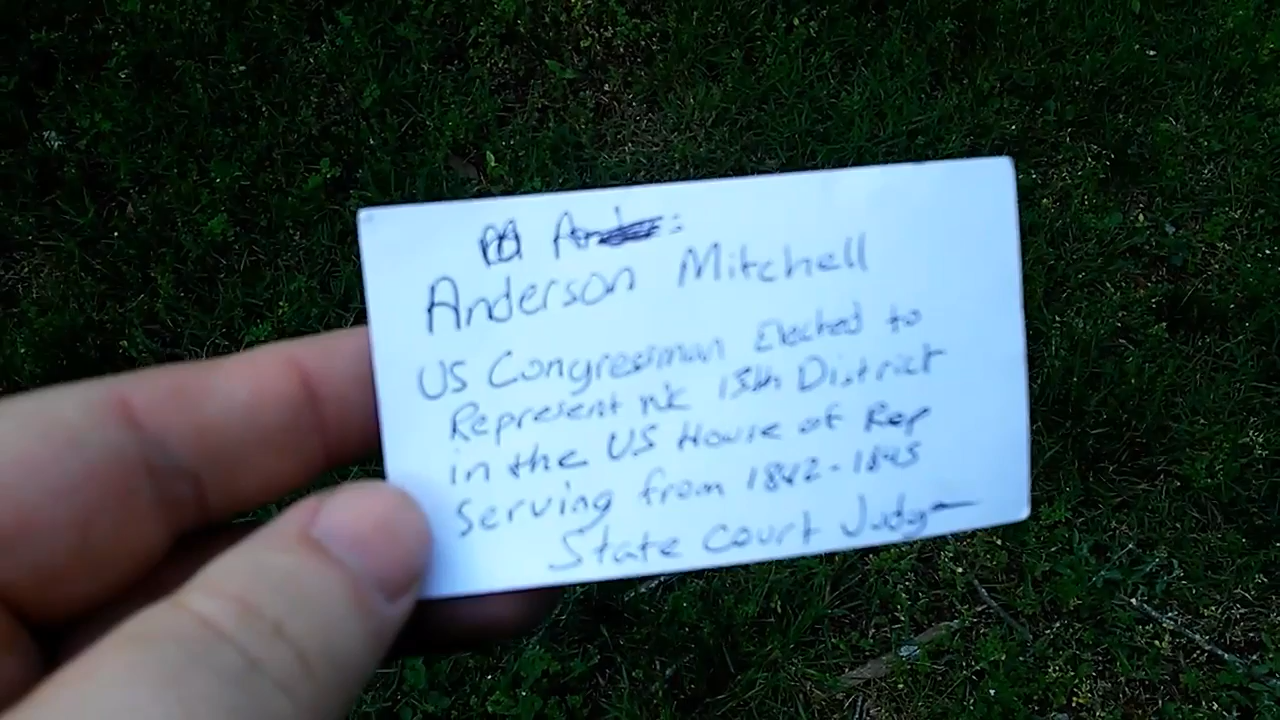 Anderson Mitchell
US Congressman Elected to
Represent NC 13th District
in the US House of Rep
serving from 1842-1843
State Court Judge